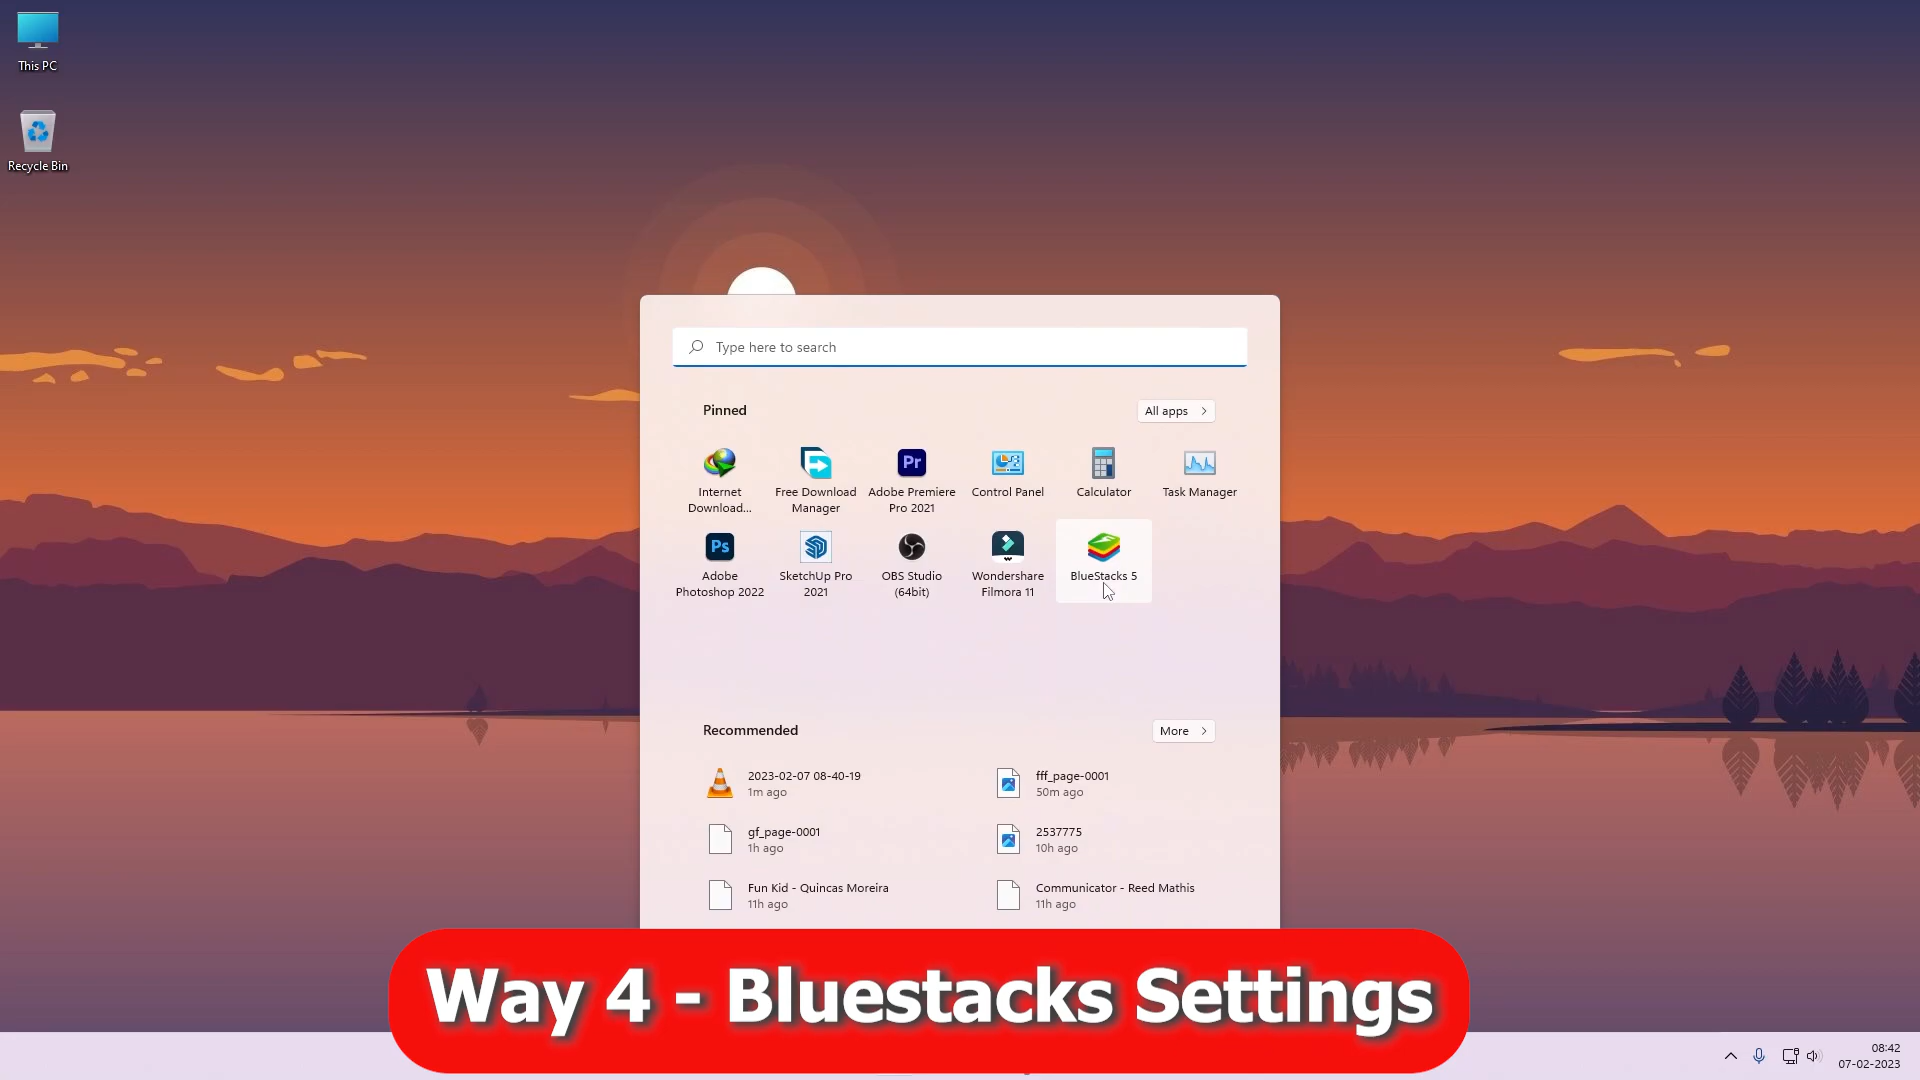 This PC
Recycle Bin
Type here to search
Pinned
All apps
Internet
Download...
Free Download
Manager
Pr
Adobe Premiere
Pro 2021
Control Panel
Calculator
Task Manager
Ps
Adobe
Photoshop 2022
SketchUp Pro
2021
OBS Studio
(64bit)
Wondershare
Filmora 11
BlueStacks 5
Recommended
More
2023-02-07 08-40-19
1m ago
fff_page-0001
50m ago
gf_page-0001
1h ago
2537775
10h ago
Fun Kid - Quincas Moreira
11h ago
Communicator - Reed Mathis
11h ago
Way 4 - Bluestacks Settings
08:42
07-02-2023